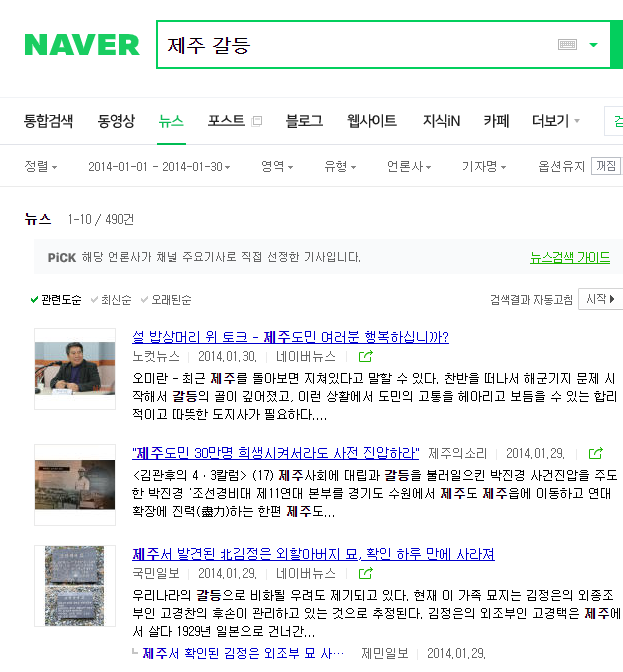 NAVER
제주 갈등
통합검색 동영상 뉴스 포스트 블로그 웹사이트 지식iN 카페 더보기 검
정렬 2014-01-01 - 2014-01-30 영역 유형 언론사 기자명 옵션유지 꺼짐
뉴스 1-10 / 490건
PiCK 해당 언론사가 채널 주요기사로 직접 선정한 기사입니다. 뉴스검색 가이드
관련도순 최신순 오래된순 검색결과 자동고침 시작
설 밥상머리 위 토크 - 제주도민 여러분 행복하십니까?
노컷뉴스 2014.01.30. 네이버뉴스
오미란 - 최근 제주를 돌아보면 지쳐있다고 말할 수 있다. 찬반을 떠나서 해군기지 문제 시
작해서 갈등의 골이 깊어졌고, 이런 상황에서 도민의 고통을 헤아리고 보듬을 수 있는 합리
적이고 따뜻한 도지사가 필요하다....
"제주도민 30만명 희생시켜서라도 사전 진압하라" 제주의소리 2014.01.29.
<김관후의 4·3칼럼> (17) 제주사회에 대립과 갈등을 불러일으킨 박진경 사건진압을 주도
한 박진경 '조선경비대 제11연대 본부를 경기도 수원에서 제주도 제주읍에 이동하고 연대
확장에 진력(盡力)하는 한편 제주도...
제주서 발견된 北김정은 외할아버지 묘, 확인 하루 만에 사라져
국민일보 2014.01.29. 네이버뉴스
우리나라의 갈등으로 비화될 우려도 제기되고 있다. 현재 이 가족 묘지는 김정은의 외종조
부인 고경찬의 후손이 관리하고 있는 것으로 추정된다. 김정은의 외조부인 고경택은 제주에
서 살다 1929년 일본으로 건너간...
제주서 확인된 김정은 외조부 묘 사… 제민일보 2014.01.29.